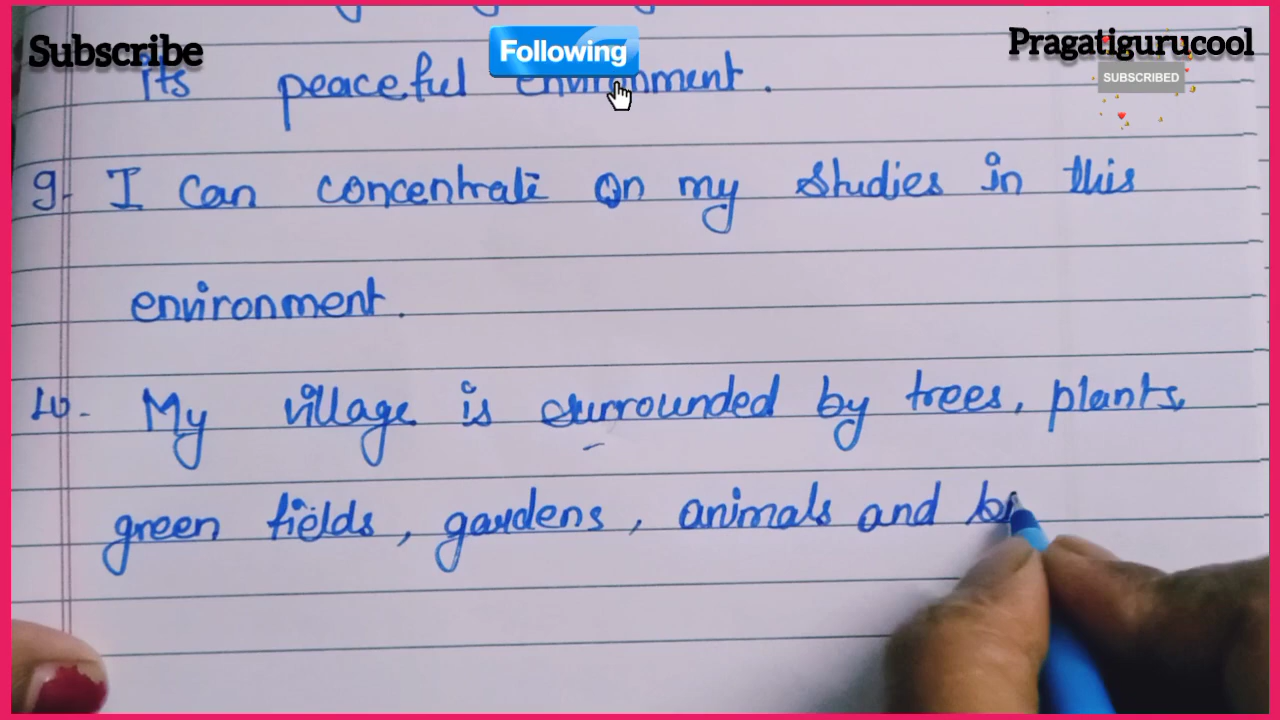 Subscribe
Following
Pragatigurucool
SUBSCRIBED
its peaceful environment.
9. I can concentrate on my studies in this
environment.
10. My village is surrounded by trees, plants,
green fields, gardens, animals and